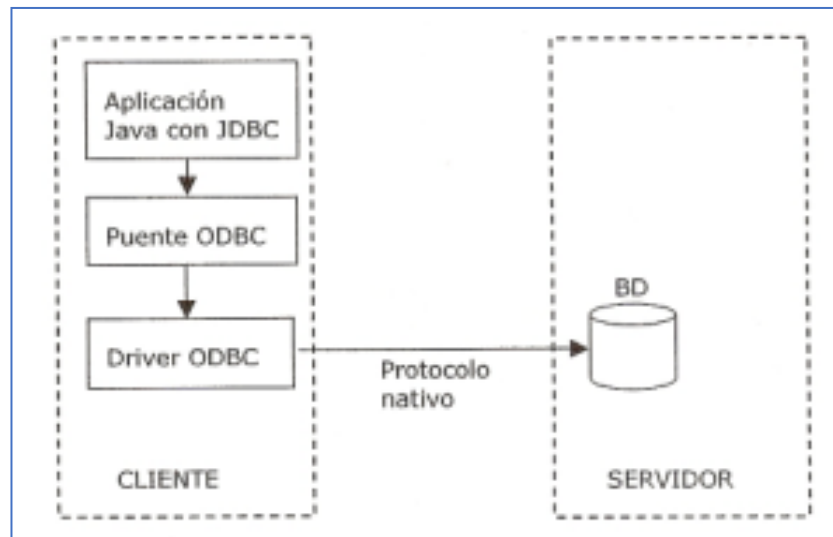 Aplicación
Java con JDBC
Puente ODBC
Driver ODBC
Protocolo
nativo
BD
CLIENTE
SERVIDOR